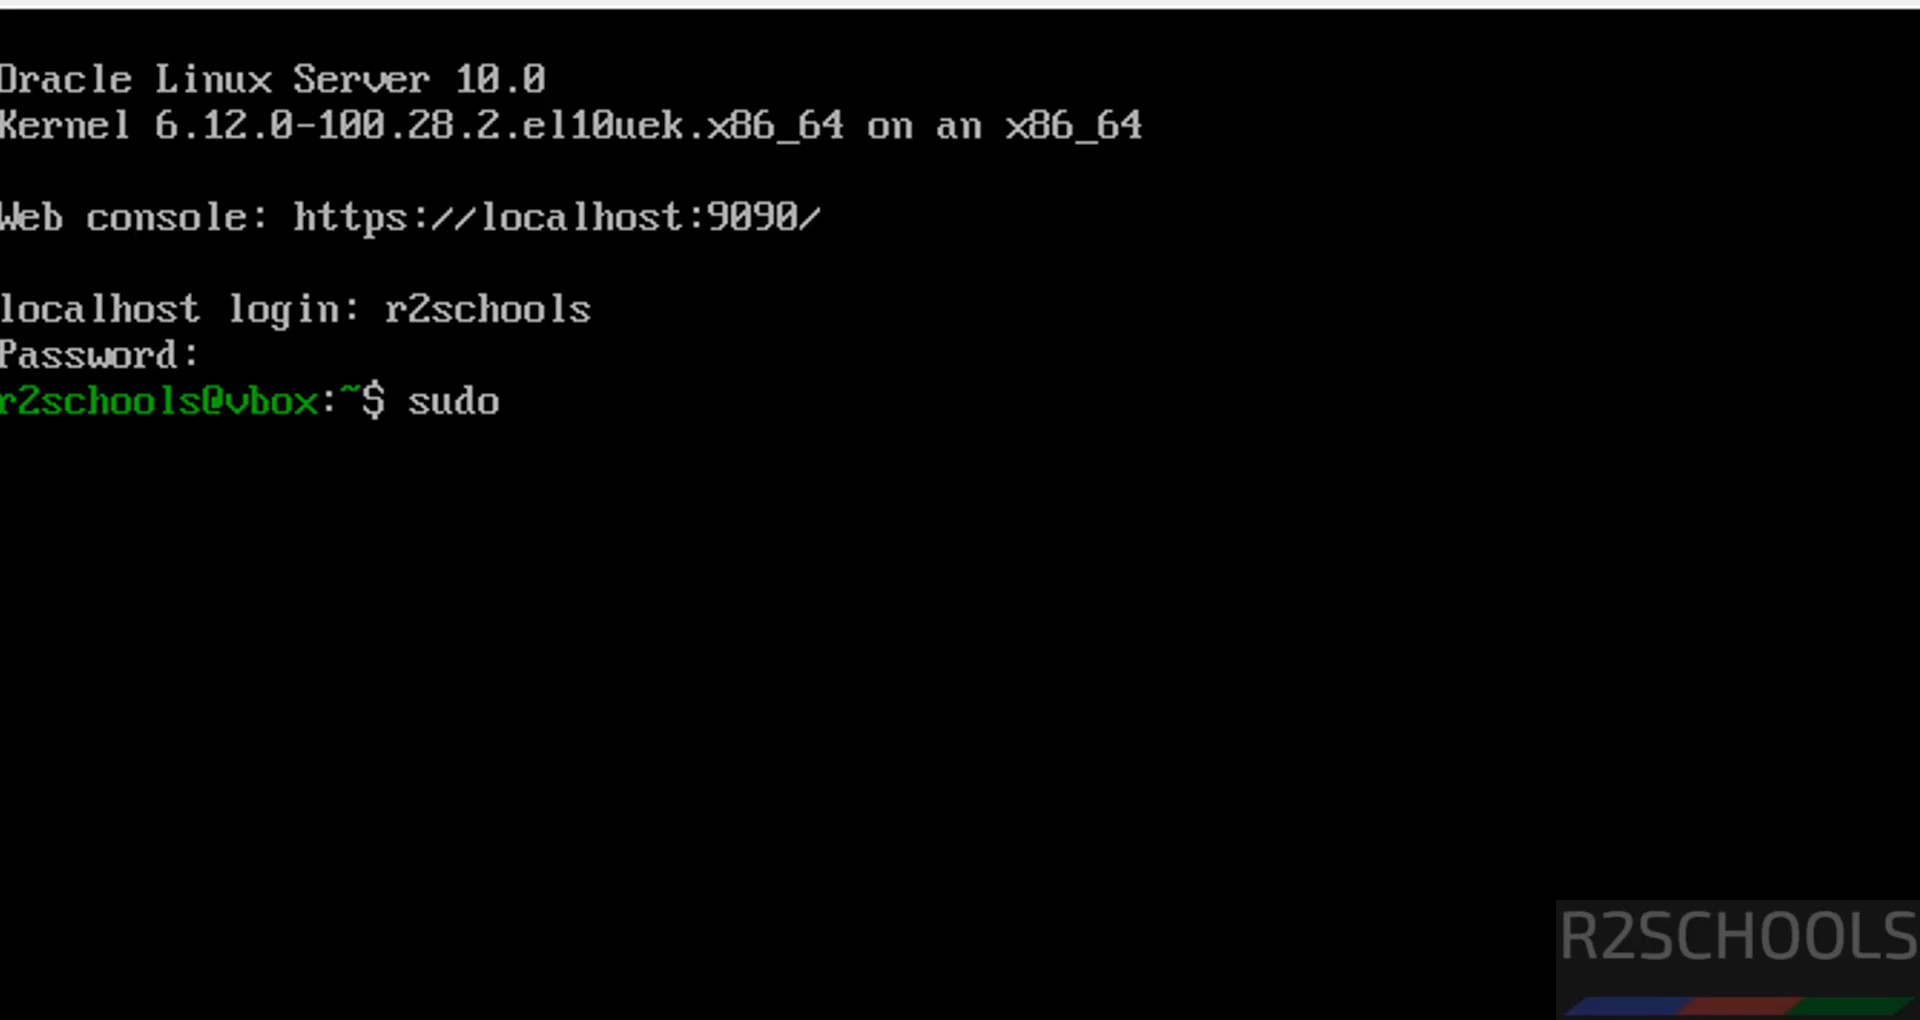 Oracle Linux Server 10.0
Kernel 6.12.0-100.28.2.el10uek.x86_64 on an x86_64
Web console: https://localhost:9090/
localhost login: r2schools
Password:
r2schools@vbox:~$ sudo
R2SCHOOLS